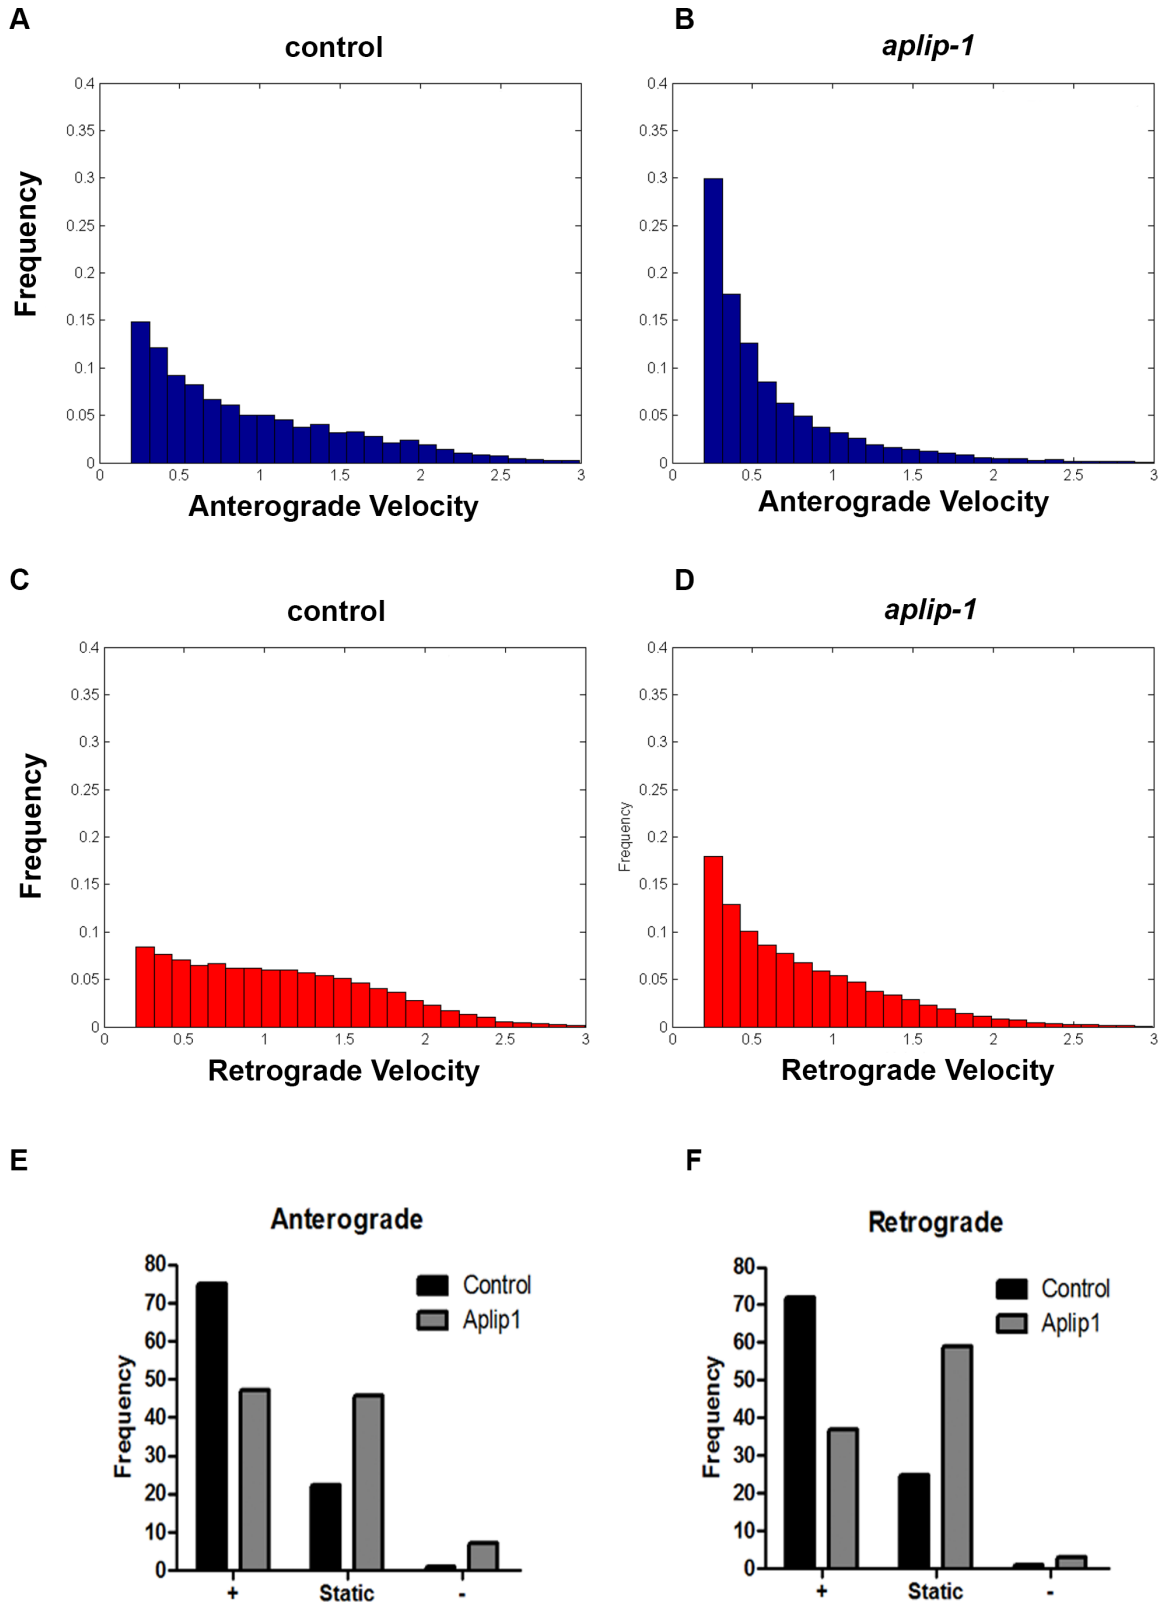 A
B
control
aplip-1
0.4
0.35
0.3
0.25
0.2
0.15
0.1
0.05
0
Frequency
0 0.5 1 1.5 2 2.5 3
Anterograde Velocity
0.4
0.35
0.3
0.25
0.2
0.15
0.1
0.05
0
0 0.5 1 1.5 2 2.5 3
Anterograde Velocity
C
D
control
aplip-1
0.4
0.35
0.3
0.25
0.2
0.15
0.1
0.05
0
Frequency
0 0.5 1 1.5 2 2.5 3
Retrograde Velocity
0.4
0.35
0.3
0.25
0.2
0.15
0.1
0.05
0
Frequency
0 0.5 1 1.5 2 2.5 3
Retrograde Velocity
E
F
Anterograde
80
70
60
50
40
30
20
10
0
Frequency
Control
Aplip1
+ Static -
Retrograde
80
70
60
50
40
30
20
10
0
Frequency
Control
Aplip1
+ Static -